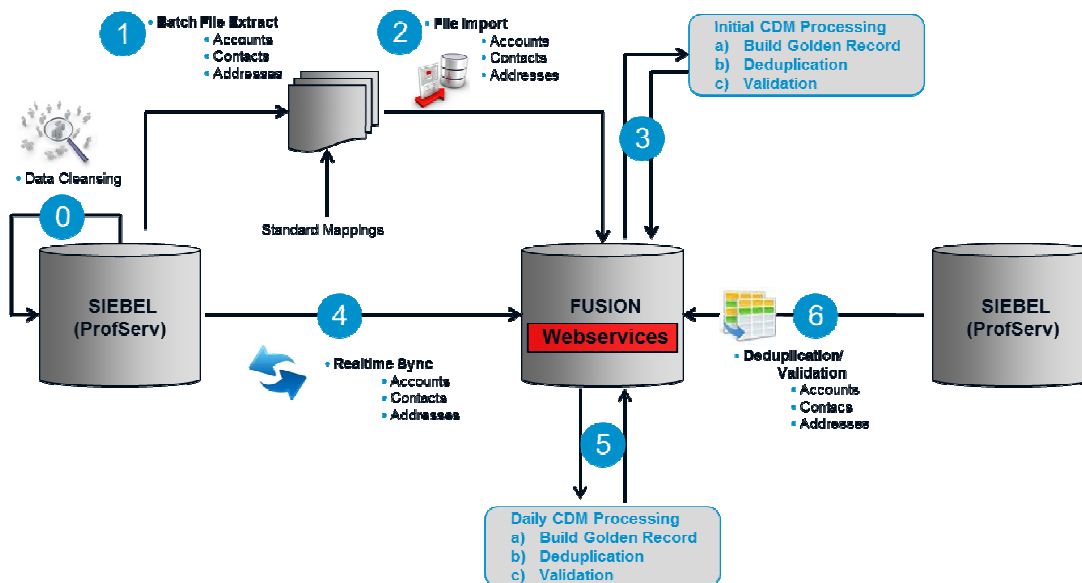 1
Batch File Extract
• Accounts
• Contacts
• Addresses
2
File Import
• Accounts
• Contacts
• Addresses
Initial CDM Processing
a) Build Golden Record
b) Deduplication
c) Validation
3
• Data Cleansing
0
Standard Mappings
SIEBEL
(ProfServ)
4
• Realtime Sync
• Accounts
• Contacts
• Addresses
FUSION
Webservices
6
• Deduplication/
Validation
• Accounts
• Contacs
• Addresses
SIEBEL
(ProfServ)
5
Daily CDM Processing
a) Build Golden Record
b) Deduplication
c) Validation